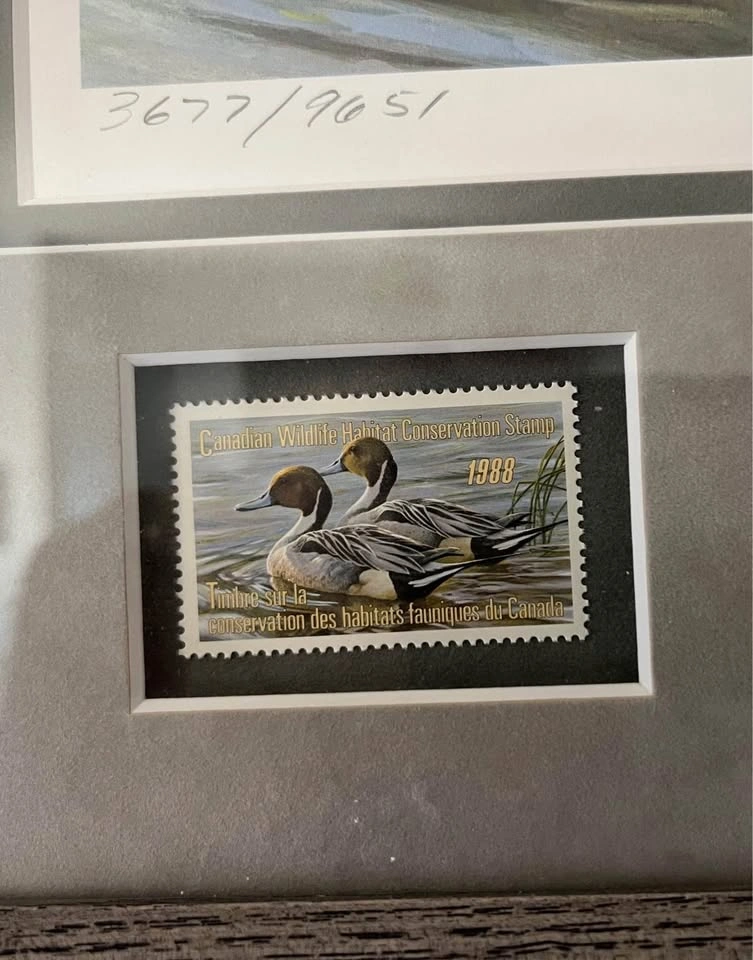 3677/9651
Canadian Wildlife Habitat Conservation Stamp
1988
Timbre sur la
conservation des habitats fauniques du Canada